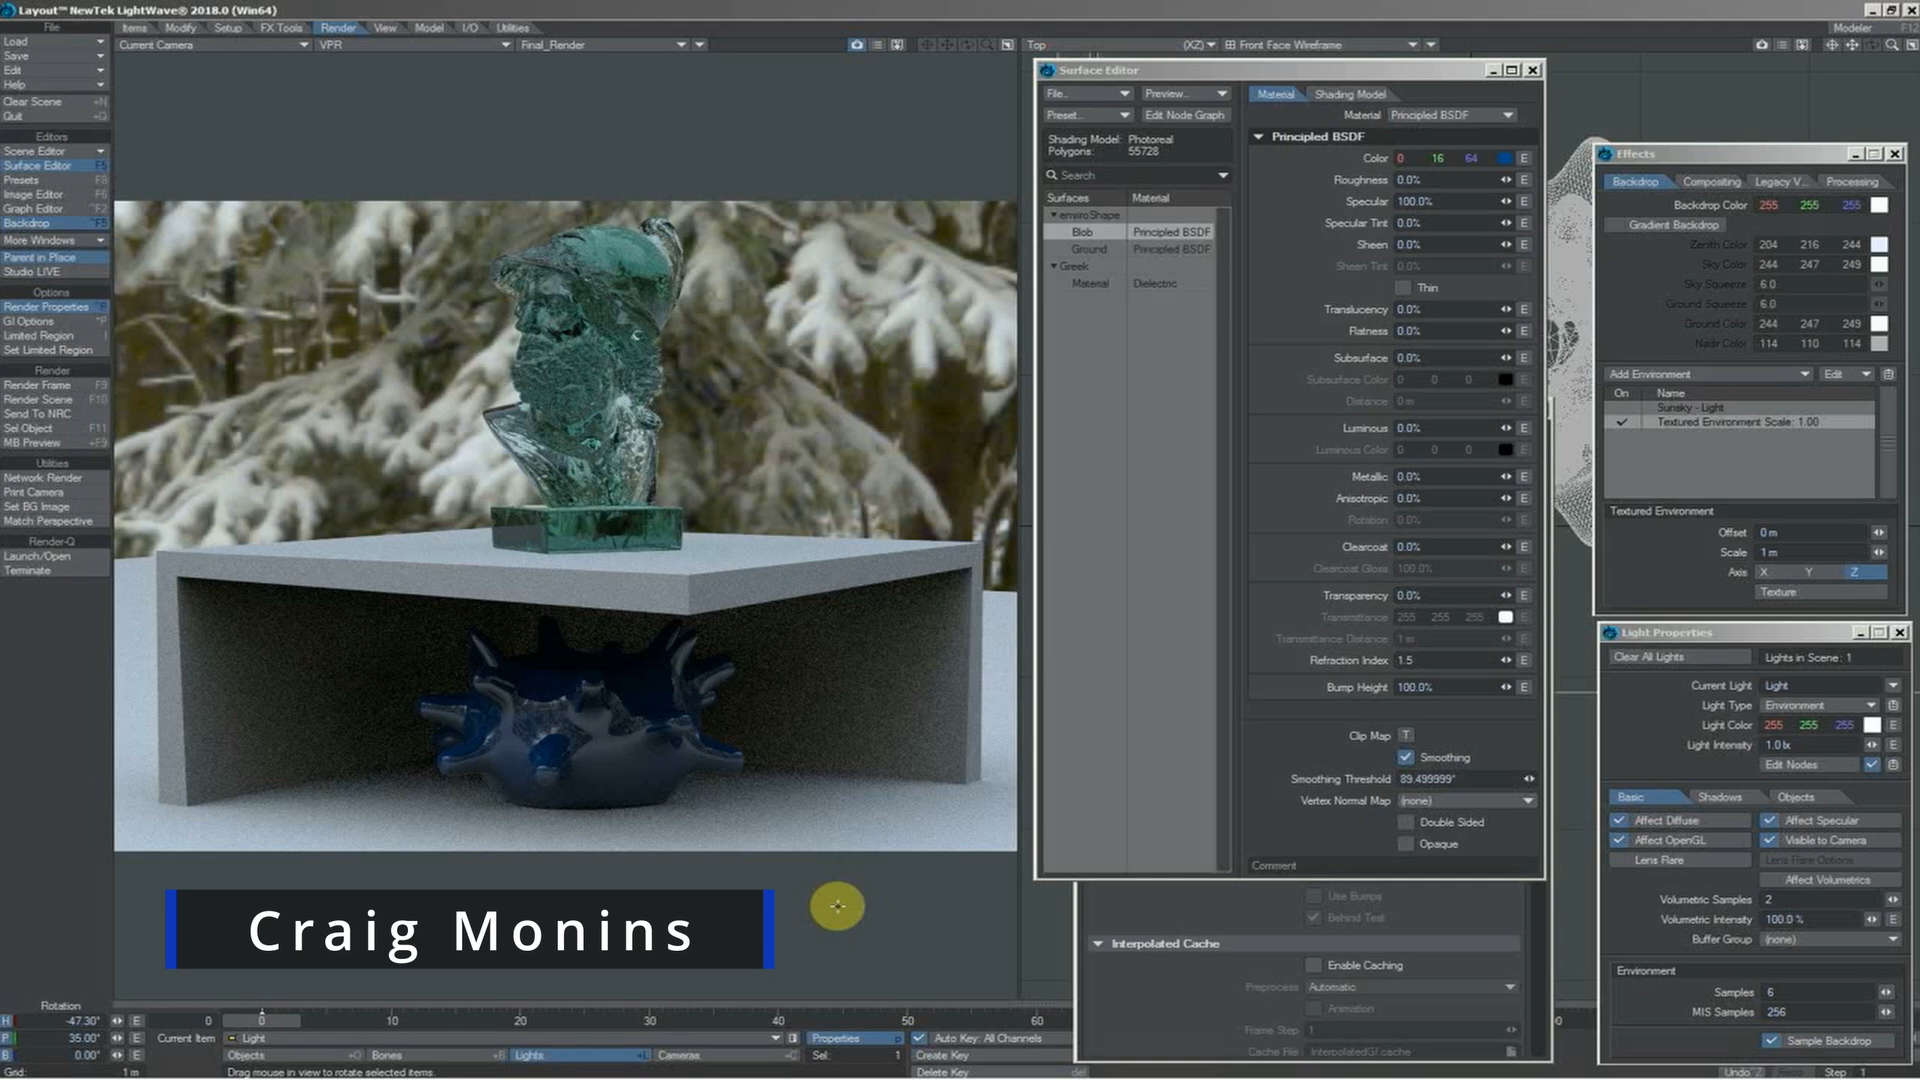 Layout™ NewTek LightWave® 2018.0 (Win64)
File
Items Modify Setup FX Tools Render View Model I/O Utilities
Modeler F12
Load
Save
Edit
Help
Clear Scene +N
Quit +Q
Editors
Scene Editor
Surface Editor F5
Presets F8
Image Editor F6
Graph Editor ^F2
Backdrop ^F5
More Windows
Parent in Place
Studio LIVE
Options
Render Properties
GI Options ^P
Limited Region l
Set Limited Region
Render
Render Frame F9
Render Scene F10
Send To NRC
Sel Object F11
MB Preview +F9
Utilities
Network Render
Print Camera
Set BG Image
Match Perspective
Render-Q
Launch/Open
Terminate
Current Camera VPR Final_Render
Top (XZ) Front Face Wireframe
Craig Monins
Surface Editor
File... Preview...
Preset... Edit Node Graph
Shading Model: Photoreal
Polygons: 55728
Search
Surfaces Material
enviroShape
Blob Principled BSDF
Ground Principled BSDF
Greek
Material Dielectric
Material Shading Model
Material Principled BSDF
Principled BSDF
Color 0 16 64 E
Roughness 0.0% E
Specular 100.0% E
Specular Tint 0.0% E
Sheen 0.0% E
Sheen Tint 0.0% E
Thin
Translucency 0.0% E
Flatness 0.0% E
Subsurface 0.0% E
Subsurface Color 0 0 0 E
Distance 0 m E
Luminous 0.0% E
Luminous Color 0 0 0 E
Metallic 0.0% E
Anisotropic 0.0% E
Rotation 0.0% E
Clearcoat 0.0% E
Clearcoat Gloss 100.0% E
Transparency 0.0% E
Transmittance 255 255 255 E
Transmittance Distance 1 m E
Refraction Index 1.5 E
Bump Height 100.0% E
Clip Map T
Smoothing
Smoothing Threshold 89.499999°
Vertex Normal Map (none)
Double Sided
Opaque
Comment
Use Bumps
Behind Test
Interpolated Cache
Enable Caching
Preprocess Automatic
Animation
Frame Step 1
Cache File InterpolatedGI.cache
Effects
Backdrop Compositing Legacy V... Processing
Backdrop Color 255 255 255
Gradient Backdrop
Zenith Color 204 216 244
Sky Color 244 247 249
Sky Squeeze 6.0
Ground Squeeze 6.0
Ground Color 244 247 249
Nadir Color 114 110 114
Add Environment Edit
On Name
Sunsky - Light
Textured Environment Scale: 1.00
Textured Environment
Offset 0 m
Scale 1 m
Axis X Y Z
Texture
Light Properties
Clear All Lights Lights in Scene: 1
Current Light Light
Light Type Environment
Light Color 255 255 255 E
Light Intensity 1.0 lx E
Edit Nodes
Basic Shadows Objects
Affect Diffuse Affect Specular
Affect OpenGL Visible to Camera
Lens Flare Lens Flare Options
Affect Volumetrics
Volumetric Samples 2
Volumetric Intensity 100.0 % E
Buffer Group (none)
Environment
Samples 6
MIS Samples 256
Sample Backdrop
Rotation
H -47.30° E
P 35.00° E
B 0.00° E
Grid: 1 m
0 0 10 20 30 40 50 60
Current Item Light Properties p Auto Key: All Channels
Objects +O Bones +B Lights +L Cameras +C Sel: 1 Create Key
Drag mouse in view to rotate selected items. Delete Key del
Undo ^Z Step 1